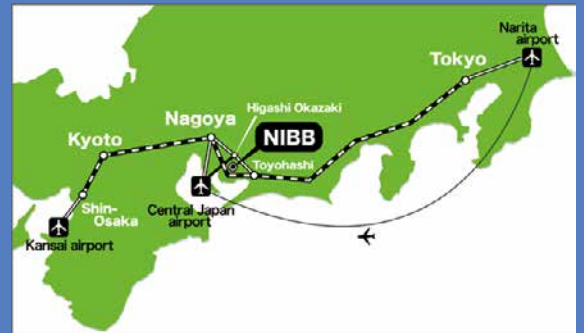 Narita
airport
Tokyo
Higashi Okazaki
Nagoya
NIBB
Kyoto
Toyohashi
Shin-
Osaka
Central Japan
airport
Kansai airport